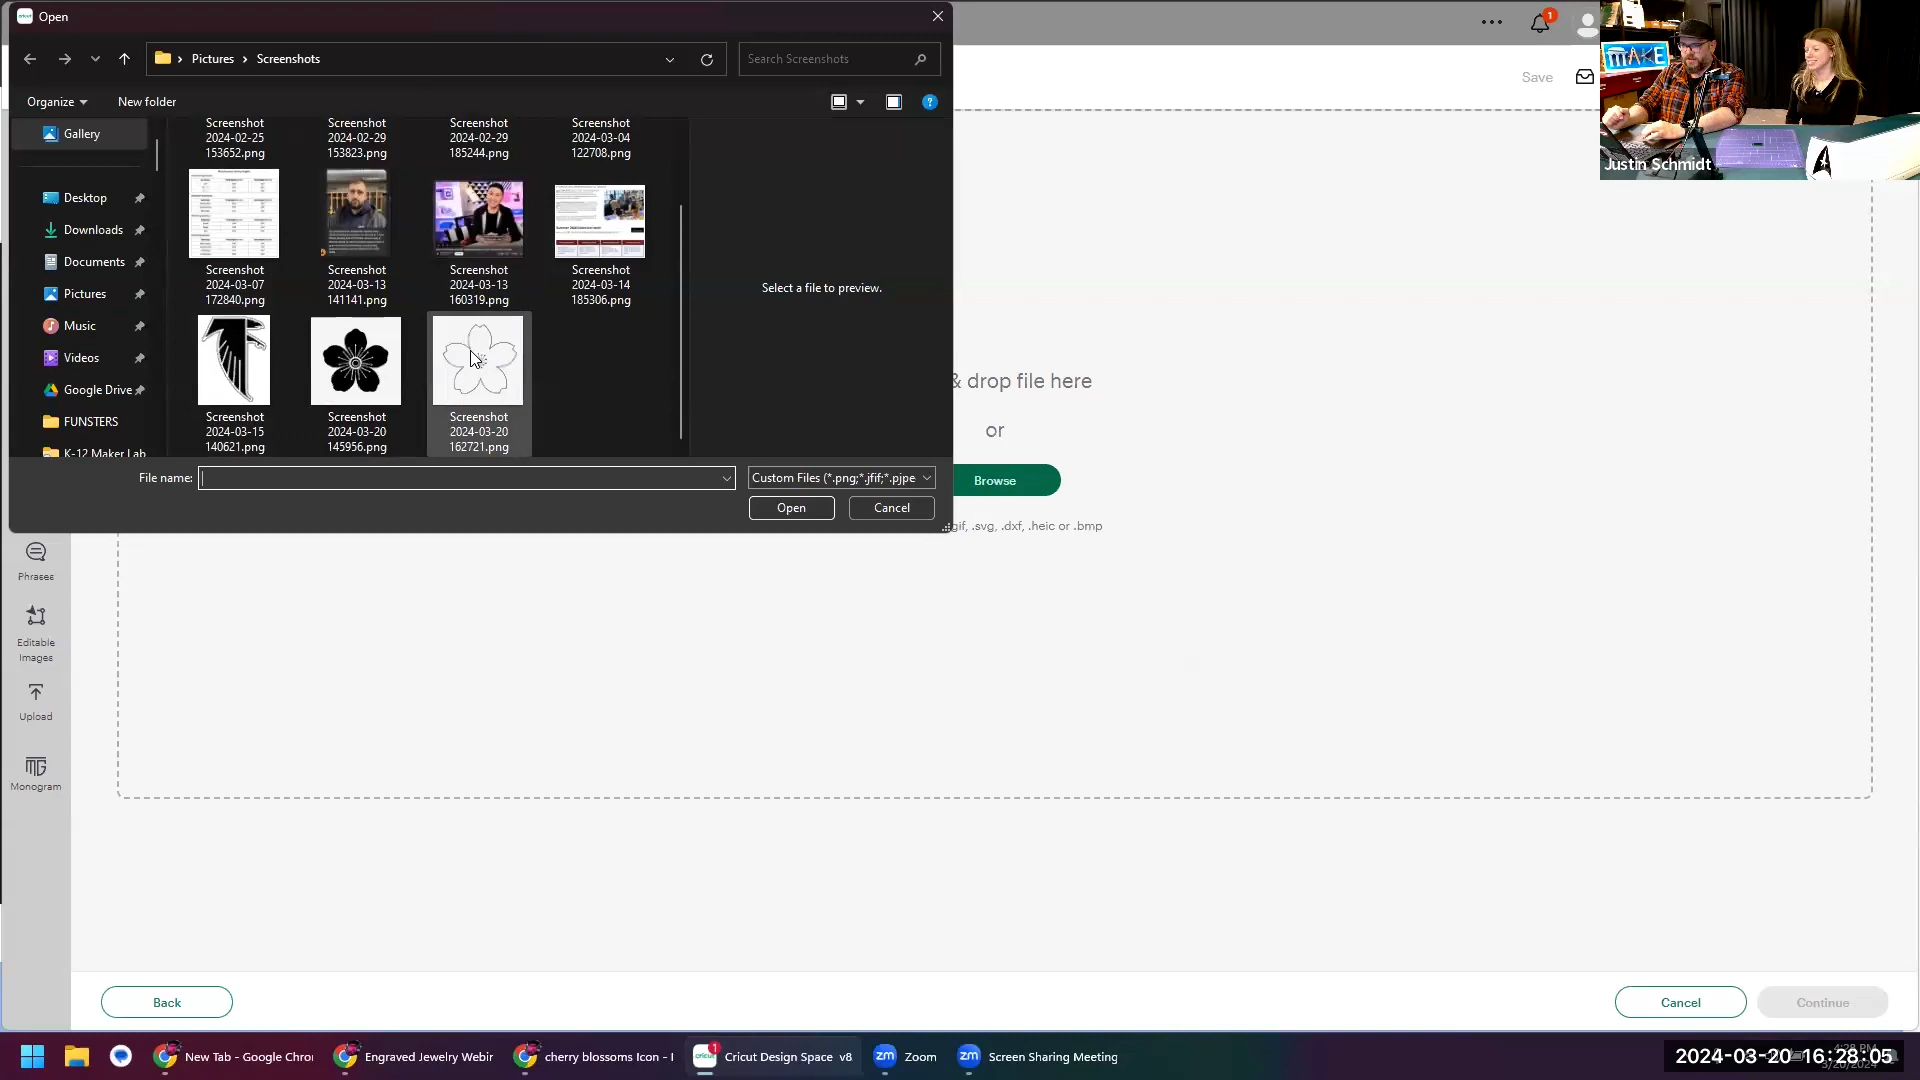 Open
Pictures
Screenshots
Search Screenshots
Organize
New folder
Gallery
Desktop
Downloads
Documents
Pictures
Music
Videos
Google Drive
FUNSTERS
K-12 Maker Lab
Screenshot
2024-02-25
153652.png
Screenshot
2024-02-29
153823.png
Screenshot
2024-02-29
185244.png
Screenshot
2024-03-04
122708.png
Screenshot
2024-03-07
172840.png
Screenshot
2024-03-13
141141.png
Screenshot
2024-03-13
160319.png
Screenshot
2024-03-14
185306.png
Screenshot
2024-03-15
140621.png
Screenshot
2024-03-20
145956.png
Screenshot
2024-03-20
162721.png
Select a file to preview.
File name:
Custom Files (*.png;*.jfif;*.pjpe
Open
Cancel
1
Save
MAKE
Justin Schmidt
& drop file here
or
Browse
gif, .svg, .dxf, .heic or .bmp
Phrases
Editable
Images
Upload
Monogram
Back
Cancel
Continue
New Tab - Google Chro
Engraved Jewelry Webir
cherry blossoms Icon - 
cricut
1
Cricut Design Space v8
zm
Zoom
zm
Screen Sharing Meeting
2024-03-20 16:28:05